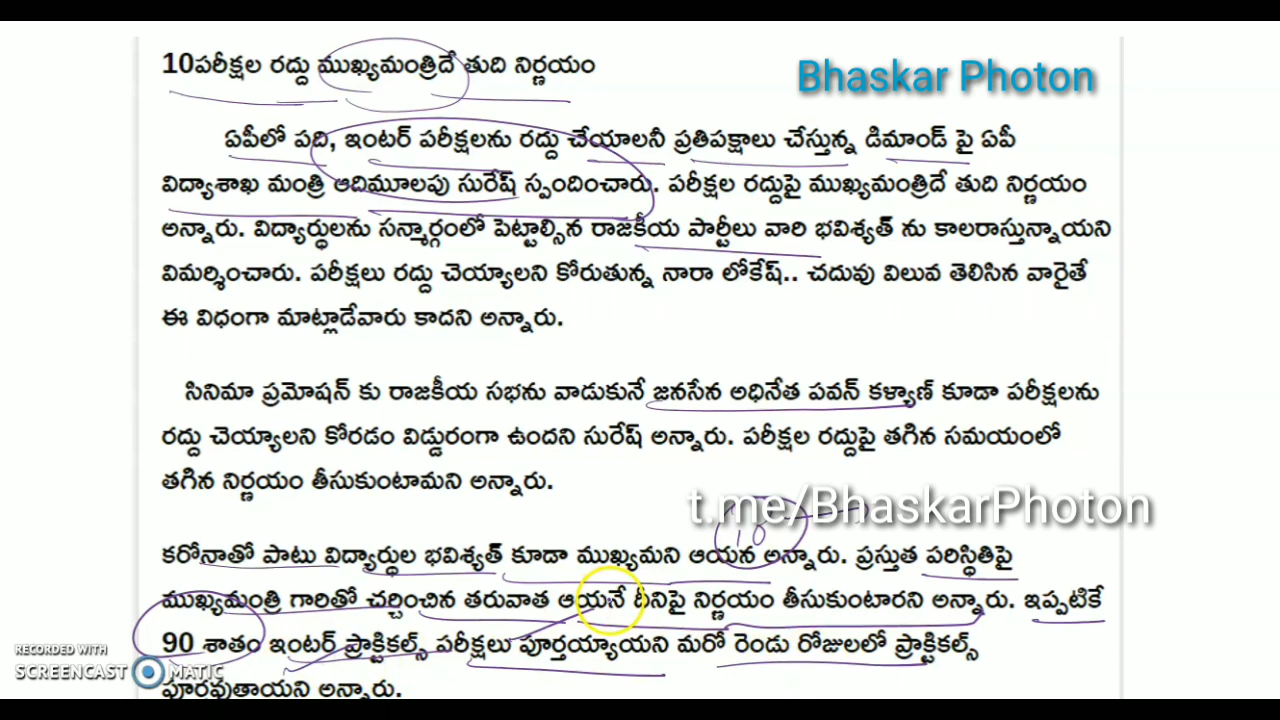 10పరీక్షల రద్దు ముఖ్యమంత్రిదే తుది నిర్ణయం
Bhaskar Photon
ఏపీలో పది, ఇంటర్ పరీక్షలను రద్దు చేయాలనీ ప్రతిపక్షాలు చేస్తున్న డిమాండ్ పై ఏపీ
విద్యాశాఖ మంత్రి ఆదిమూలపు సురేష్ స్పందించారు. పరీక్షల రద్దుపై ముఖ్యమంత్రిదే తుది నిర్ణయం
అన్నారు. విద్యార్ధులను సన్మార్గంలో పెట్టాల్సిన రాజకీయ పార్టీలు వారి భవిశ్యత్ ను కాలరాస్తున్నాయని
విమర్శించారు. పరీక్షలు రద్దు చెయ్యాలని కోరుతున్న నారా లోకేష్.. చదువు విలువ తెలిసిన వారైతే
ఈ విధంగా మాట్లాడేవారు కాదని అన్నారు.
సినిమా ప్రమోషన్ కు రాజకీయ సభను వాడుకునే జనసేన అధినేత పవన్ కళ్యాణ్ కూడా పరీక్షలను
రద్దు చెయ్యాలని కోరడం విడ్డురంగా ఉందని సురేష్ అన్నారు. పరీక్షల రద్దుపై తగిన సమయంలో
తగిన నిర్ణయం తీసుకుంటామని అన్నారు.
t.me/BhaskarPhoton
18
కరోనాతో పాటు విద్యార్ధుల భవిశ్యత్ కూడా ముఖ్యమని ఆయన అన్నారు. ప్రస్తుత పరిస్ధితిపై
ముఖ్యమంత్రి గారితో చర్చించిన తరువాత ఆయనే దీనిపై నిర్ణయం తీసుకుంటారని అన్నారు. ఇప్పటికే
90 శాతం ఇంటర్ ప్రాక్టికల్స్ పరీక్షలు పూర్తయ్యాయని మరో రెండు రోజులలో ప్రాక్టికల్స్
పూర్తవుతాయని అన్నారు.
RECORDED WITH
SCREENCAST MATIC